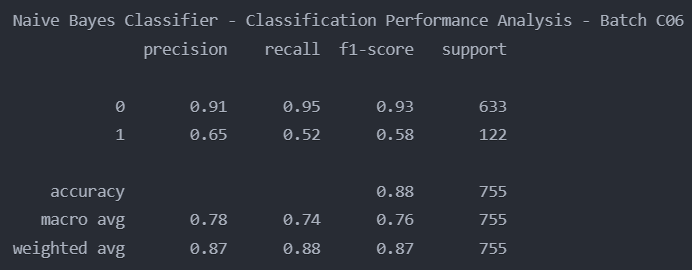 Naive Bayes Classifier - Classification Performance Analysis - Batch C06
precision recall f1-score support
0 0.91 0.95 0.93 633
1 0.65 0.52 0.58 122
accuracy 0.88 755
macro avg 0.78 0.74 0.76 755
weighted avg 0.87 0.88 0.87 755